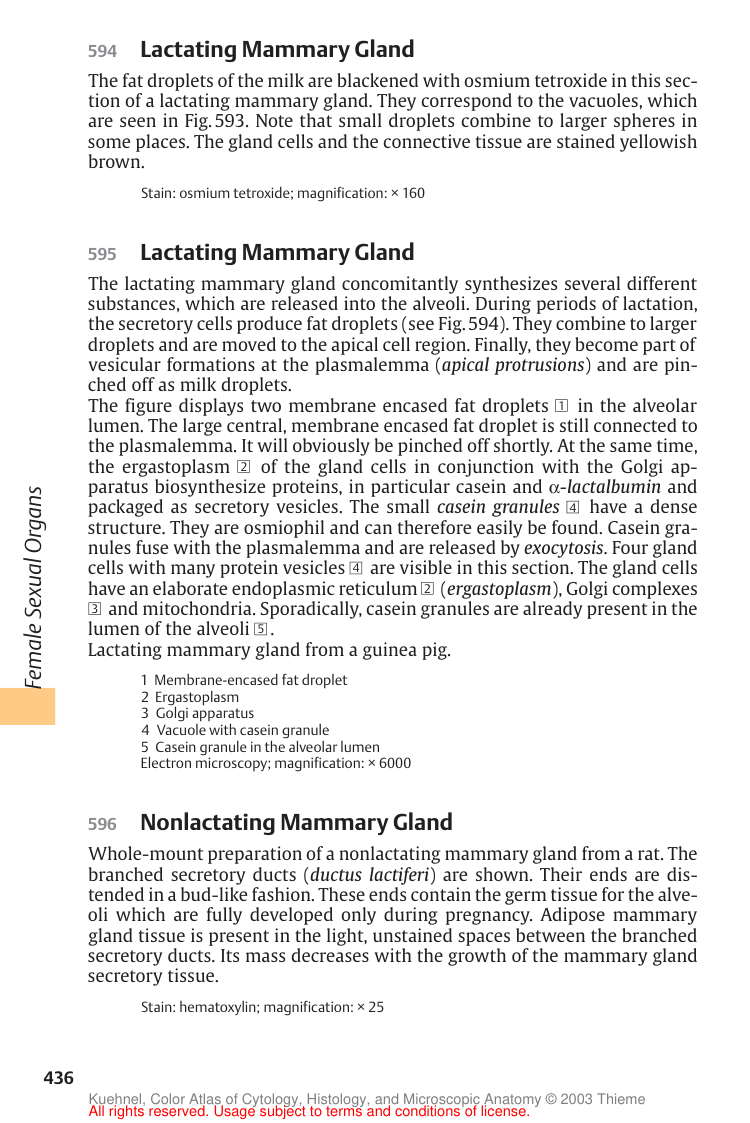 594 Lactating Mammary Gland
The fat droplets of the milk are blackened with osmium tetroxide in this sec-
tion of a lactating mammary gland. They correspond to the vacuoles, which
are seen in Fig. 593. Note that small droplets combine to larger spheres in
some places. The gland cells and the connective tissue are stained yellowish
brown.
Stain: osmium tetroxide; magnification: × 160
595 Lactating Mammary Gland
The lactating mammary gland concomitantly synthesizes several different
substances, which are released into the alveoli. During periods of lactation,
the secretory cells produce fat droplets (see Fig. 594). They combine to larger
droplets and are moved to the apical cell region. Finally, they become part of
vesicular formations at the plasmalemma (apical protrusions) and are pin-
ched off as milk droplets.
The figure displays two membrane encased fat droplets 1 in the alveolar
lumen. The large central, membrane encased fat droplet is still connected to
the plasmalemma. It will obviously be pinched off shortly. At the same time,
the ergastoplasm 2 of the gland cells in conjunction with the Golgi ap-
paratus biosynthesize proteins, in particular casein and α-lactalbumin and
packaged as secretory vesicles. The small casein granules 4 have a dense
structure. They are osmiophil and can therefore easily be found. Casein gra-
nules fuse with the plasmalemma and are released by exocytosis. Four gland
cells with many protein vesicles 4 are visible in this section. The gland cells
have an elaborate endoplasmic reticulum 2 (ergastoplasm), Golgi complexes
3 and mitochondria. Sporadically, casein granules are already present in the
lumen of the alveoli 5.
Lactating mammary gland from a guinea pig.
1 Membrane-encased fat droplet
2 Ergastoplasm
3 Golgi apparatus
4 Vacuole with casein granule
5 Casein granule in the alveolar lumen
Electron microscopy; magnification: × 6000
596 Nonlactating Mammary Gland
Whole-mount preparation of a nonlactating mammary gland from a rat. The
branched secretory ducts (ductus lactiferi) are shown. Their ends are dis-
tended in a bud-like fashion. These ends contain the germ tissue for the alve-
oli which are fully developed only during pregnancy. Adipose mammary
gland tissue is present in the light, unstained spaces between the branched
secretory ducts. Its mass decreases with the growth of the mammary gland
secretory tissue.
Stain: hematoxylin; magnification: × 25
Female Sexual Organs
436
Kuehnel, Color Atlas of Cytology, Histology, and Microscopic Anatomy © 2003 Thieme
All rights reserved. Usage subject to terms and conditions of license.